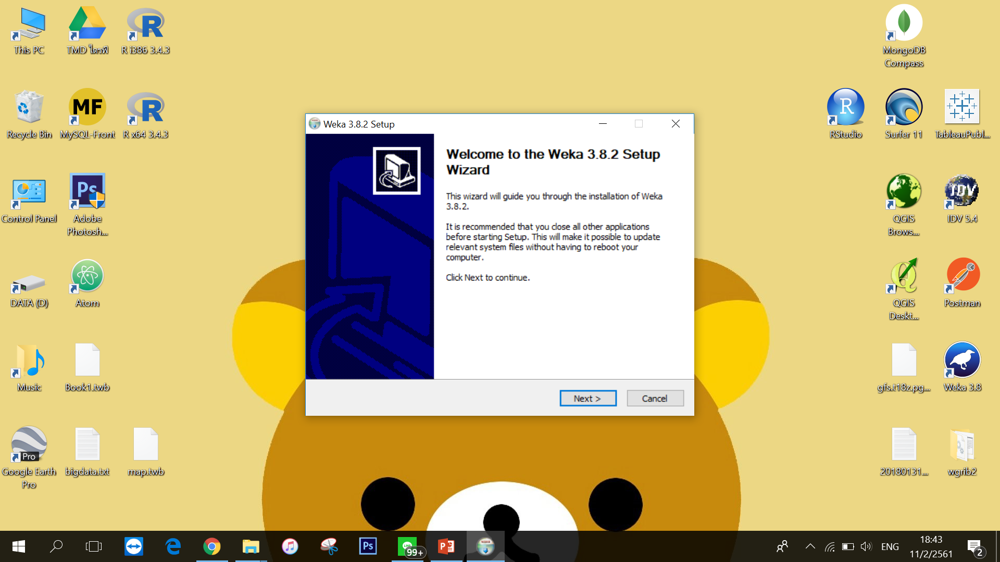 This PC
TMD ไดรฟ์
R i386 3.4.3
MongoDB
Compass
MF
Recycle Bin
MySQL-Front
R x64 3.4.3
RStudio
Surfer 11
TableauPubl...
Weka 3.8.2 Setup
Welcome to the Weka 3.8.2 Setup
Wizard
This wizard will guide you through the installation of Weka
3.8.2.
It is recommended that you close all other applications
before starting Setup. This will make it possible to update
relevant system files without having to reboot your
computer.
Click Next to continue.
Next >
Cancel
Ps
Control Panel
Adobe
Photosh...
QGIS
Brows...
IDV
IDV 5.4
DATA (D)
Atom
QGIS
Deskt...
Postman
Music
Book1.twb
gfs.t18z.pg...
Weka 3.8
Pro
Google Earth
Pro
bigdata.txt
map.twb
20180131...
wgrib2
Ps
99+
ENG
18:43
11/2/2561
2